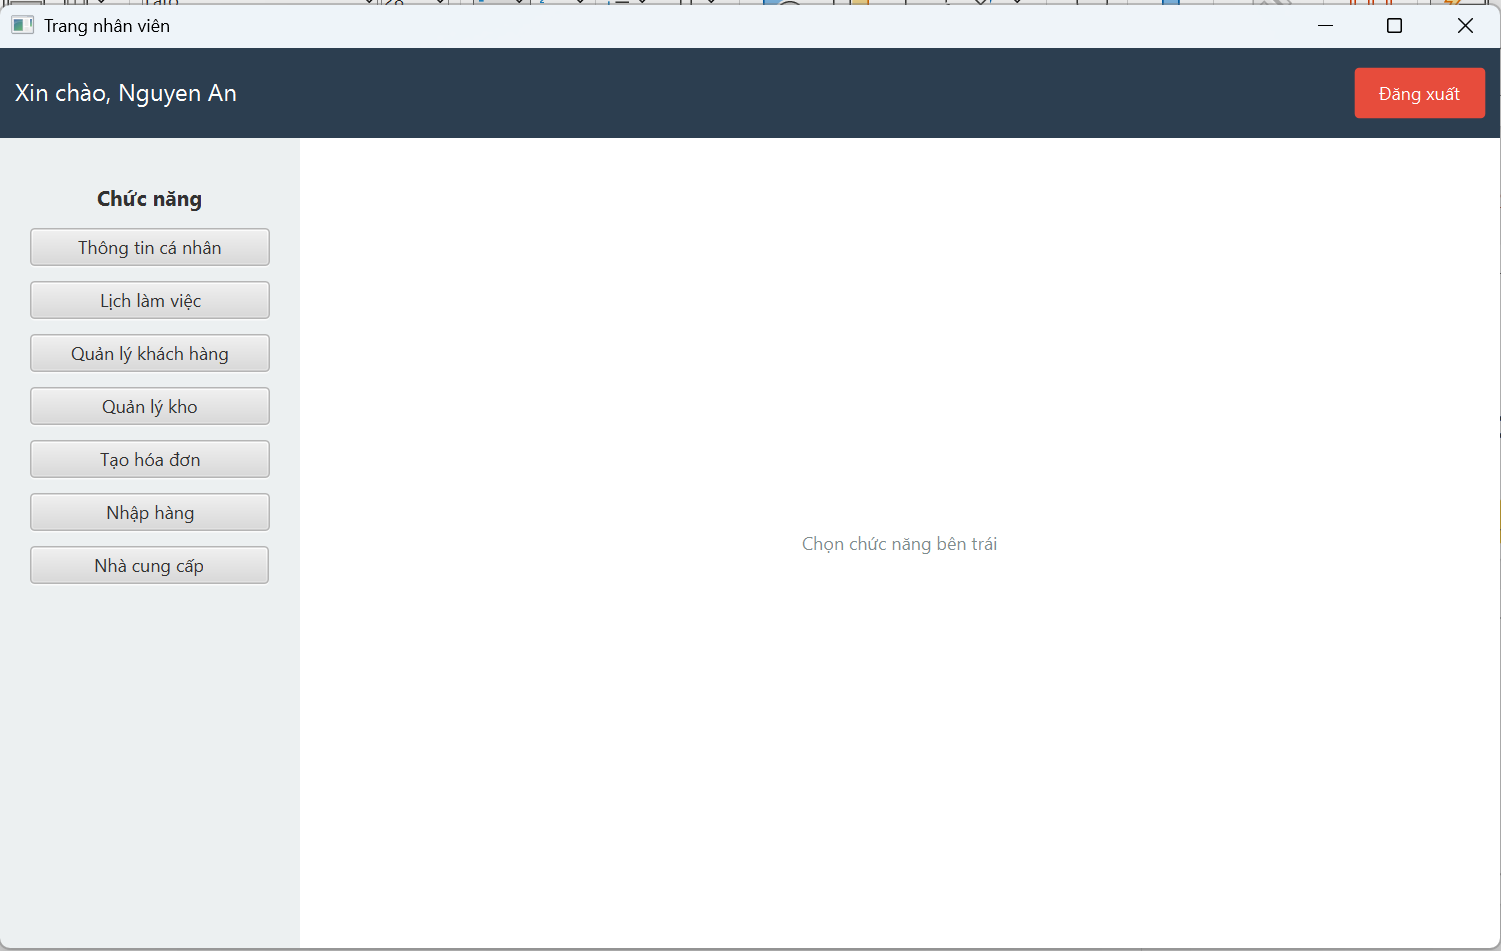 Trang nhân viên
Xin chào, Nguyen An
Đăng xuất
Chức năng
Thông tin cá nhân
Lịch làm việc
Quản lý khách hàng
Quản lý kho
Tạo hóa đơn
Nhập hàng
Nhà cung cấp
Chọn chức năng bên trái